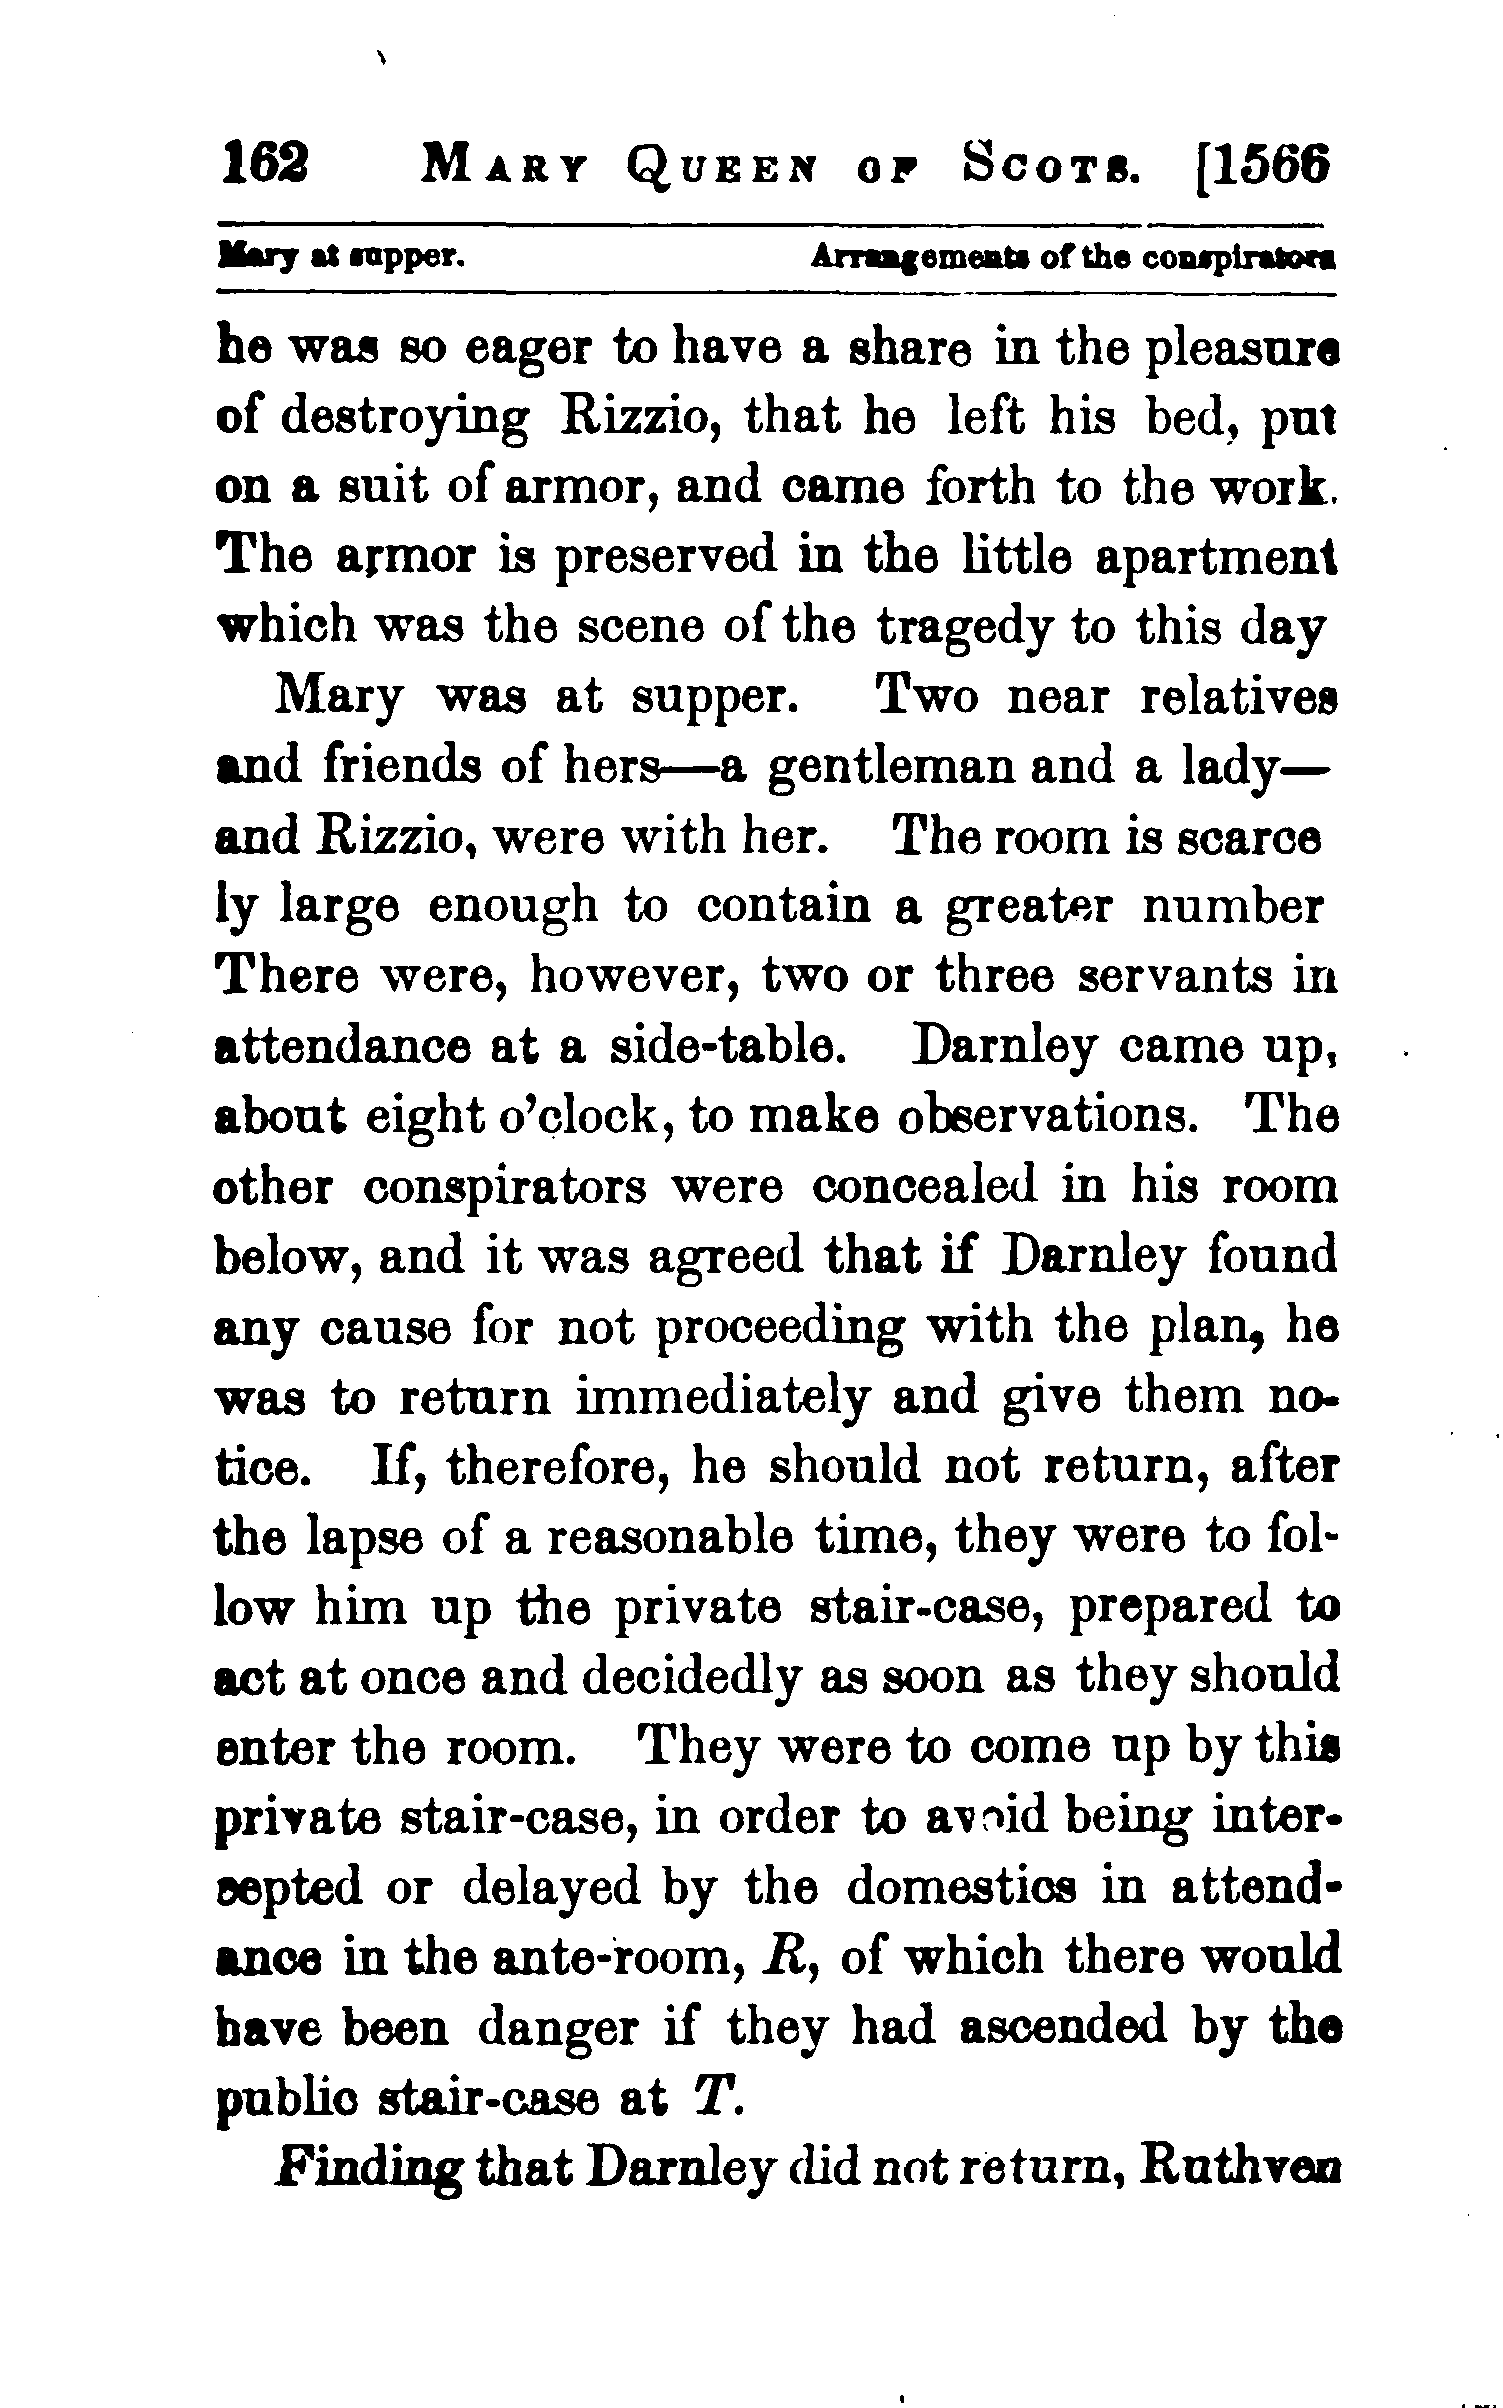 162 MARY QUEEN OF SCOTS. [1566
Mary at supper. Arrangements of the conspirators
he was so eager to have a share in the pleasure
of destroying Rizzio, that he left his bed, put
on a suit of armor, and came forth to the work.
The armor is preserved in the little apartment
which was the scene of the tragedy to this day
Mary was at supper. Two near relatives
and friends of hers—a gentleman and a lady—
and Rizzio, were with her. The room is scarce
ly large enough to contain a greater number
There were, however, two or three servants in
attendance at a side-table. Darnley came up,
about eight o'clock, to make observations. The
other conspirators were concealed in his room
below, and it was agreed that if Darnley found
any cause for not proceeding with the plan, he
was to return immediately and give them no-
tice. If, therefore, he should not return, after
the lapse of a reasonable time, they were to fol-
low him up the private stair-case, prepared to
act at once and decidedly as soon as they should
enter the room. They were to come up by this
private stair-case, in order to avoid being inter-
cepted or delayed by the domestics in attend-
ance in the ante-room, R, of which there would
have been danger if they had ascended by the
public stair-case at T.
Finding that Darnley did not return, Ruthven